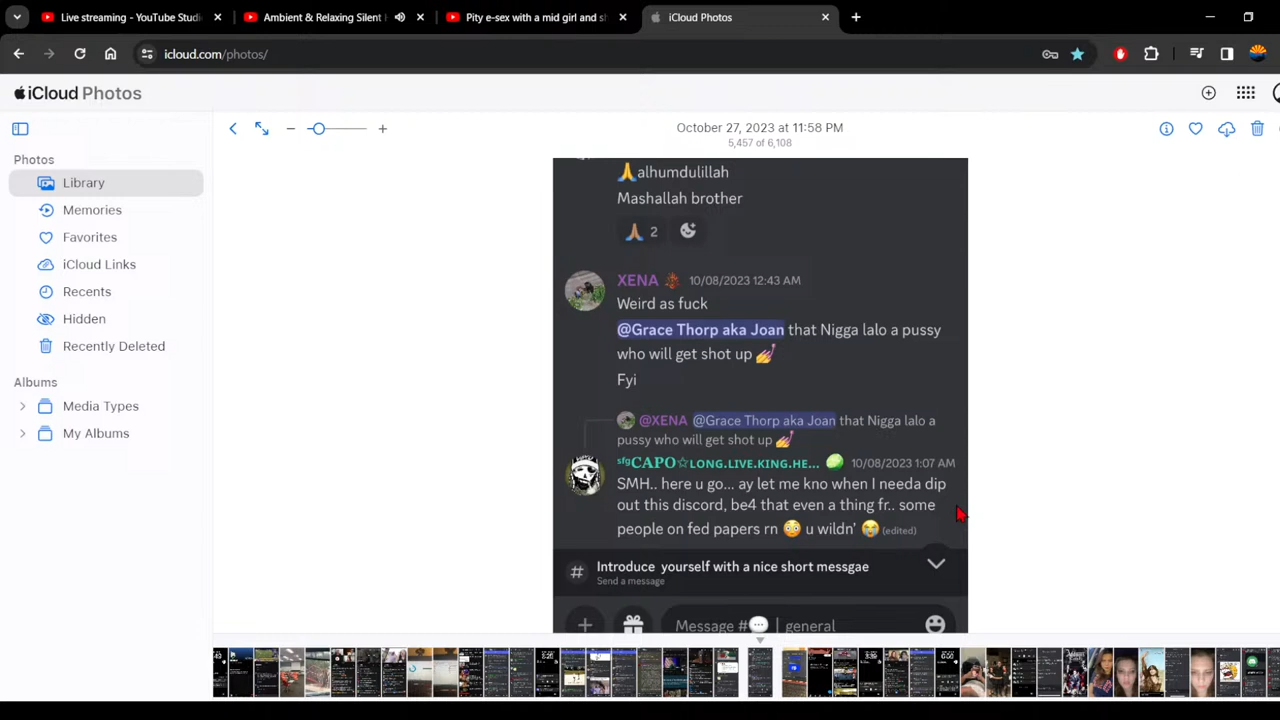 Live streaming - YouTube Studi
Ambient & Relaxing Silent
Pity e-sex with a mid girl and s
iCloud Photos
icloud.com/photos/
iCloud Photos
October 27, 2023 at 11:58 PM
5,457 of 6,108
Photos
Library
Memories
Favorites
iCloud Links
Recents
Hidden
Recently Deleted
Albums
Media Types
My Albums
🙏alhumdulillah
Mashallah brother
🙏 2
XENA 10/08/2023 12:43 AM
Weird as fuck
@Grace Thorp aka Joan that Nigga lalo a pussy
who will get shot up 💅
Fyi
@XENA @Grace Thorp aka Joan that Nigga lalo a
pussy who will get shot up 💅
sfgCAPO☆LONG.LIVE.KING.HE... 10/08/2023 1:07 AM
SMH.. here u go... ay let me kno when I needa dip
out this discord, be4 that even a thing fr.. some
people on fed papers rn 😳 u wildn' 😭 (edited)
# Introduce yourself with a nice short messgae
Send a message
Message #💬 | general